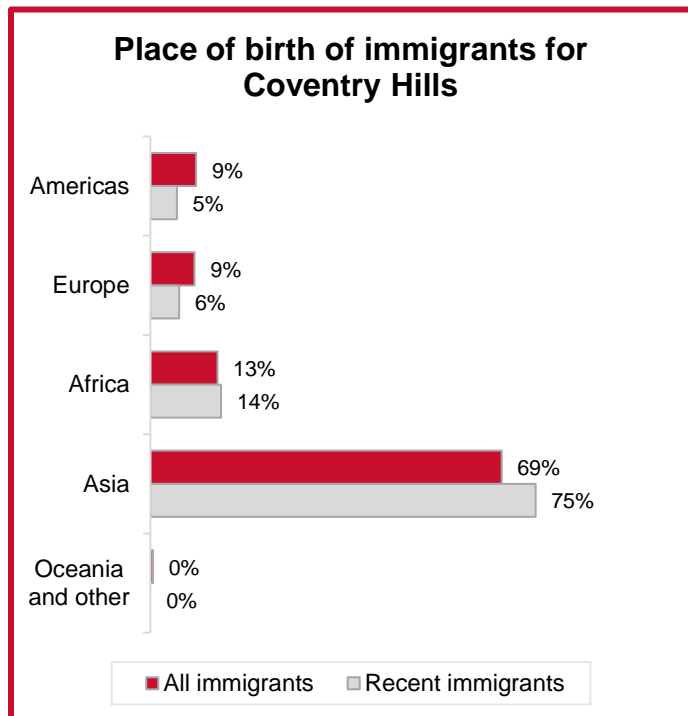 Place of birth of immigrants for
Coventry Hills
Americas
9%
5%
Europe
9%
6%
Africa
13%
14%
Asia
69%
75%
Oceania
and other
0%
0%
All immigrants
Recent immigrants